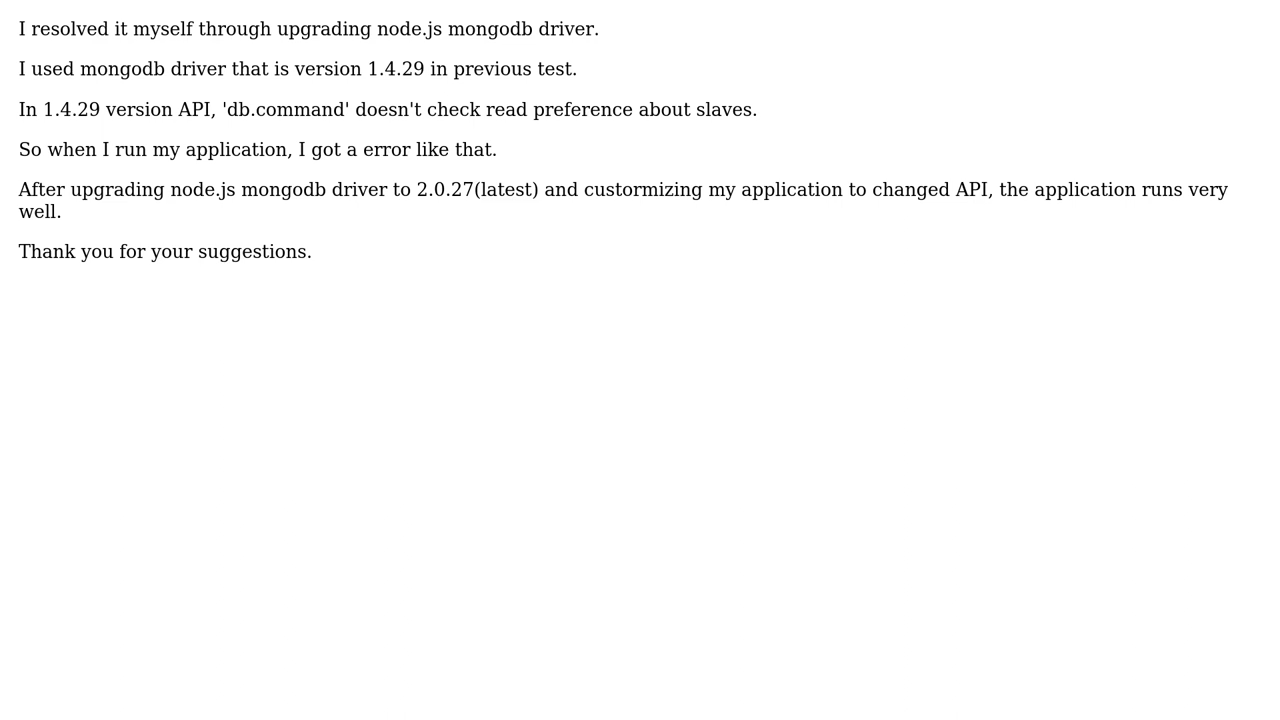 I resolved it myself through upgrading node.js mongodb driver.
I used mongodb driver that is version 1.4.29 in previous test.
In 1.4.29 version API, 'db.command' doesn't check read preference about slaves.
So when I run my application, I got a error like that.
After upgrading node.js mongodb driver to 2.0.27(latest) and custormizing my application to changed API, the application runs very
well.
Thank you for your suggestions.